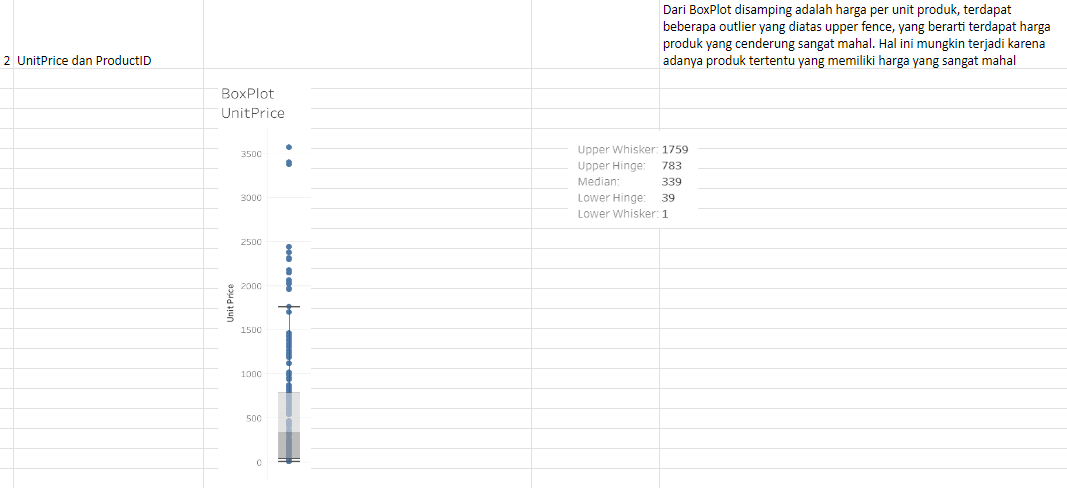 Dari BoxPlot disamping adalah harga per unit produk, terdapat
beberapa outlier yang diatas upper fence, yang berarti terdapat harga
produk yang cenderung sangat mahal. Hal ini mungkin terjadi karena
2 UnitPrice dan ProductID
adanya produk tertentu yang memiliki harga yang sangat mahal
BoxPlot
UnitPrice
Unit Price
3500
3000
2500
2000
1500
1000
500
0
Upper Whisker: 1759
Upper Hinge: 783
Median: 339
Lower Hinge: 39
Lower Whisker: 1